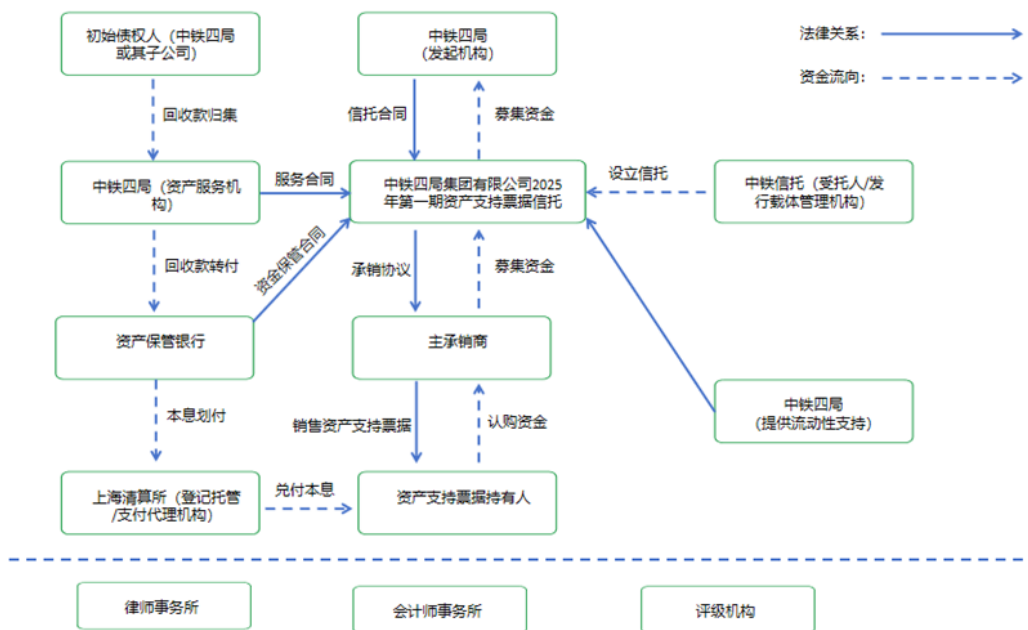 初始债权人（中铁四局
或其子公司）
中铁四局
（发起机构）
法律关系：
资金流向：
回收款归集
信托合同
募集资金
中铁四局（资产服务机
构）
服务合同
中铁四局集团有限公司2025
年第一期资产支持票据信托
设立信托
中铁信托（受托人/发
行载体管理机构）
回收款转付
资金保管合同
承销协议
募集资金
资产保管银行
主承销商
中铁四局
（提供流动性支持）
本息划付
销售资产支持票据
认购资金
上海清算所（登记托管
/支付代理机构）
兑付本息
资产支持票据持有人
律师事务所
会计师事务所
评级机构